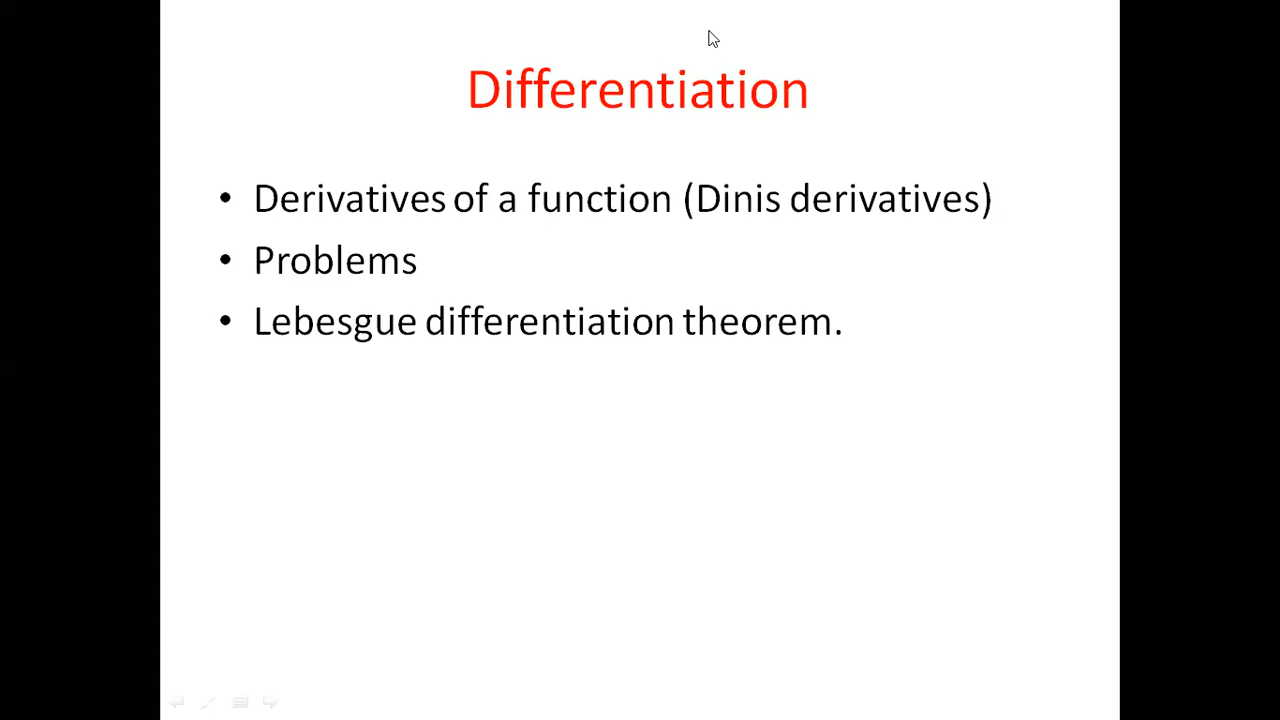 Differentiation
• Derivatives of a function (Dinis derivatives)
• Problems
• Lebesgue differentiation theorem.